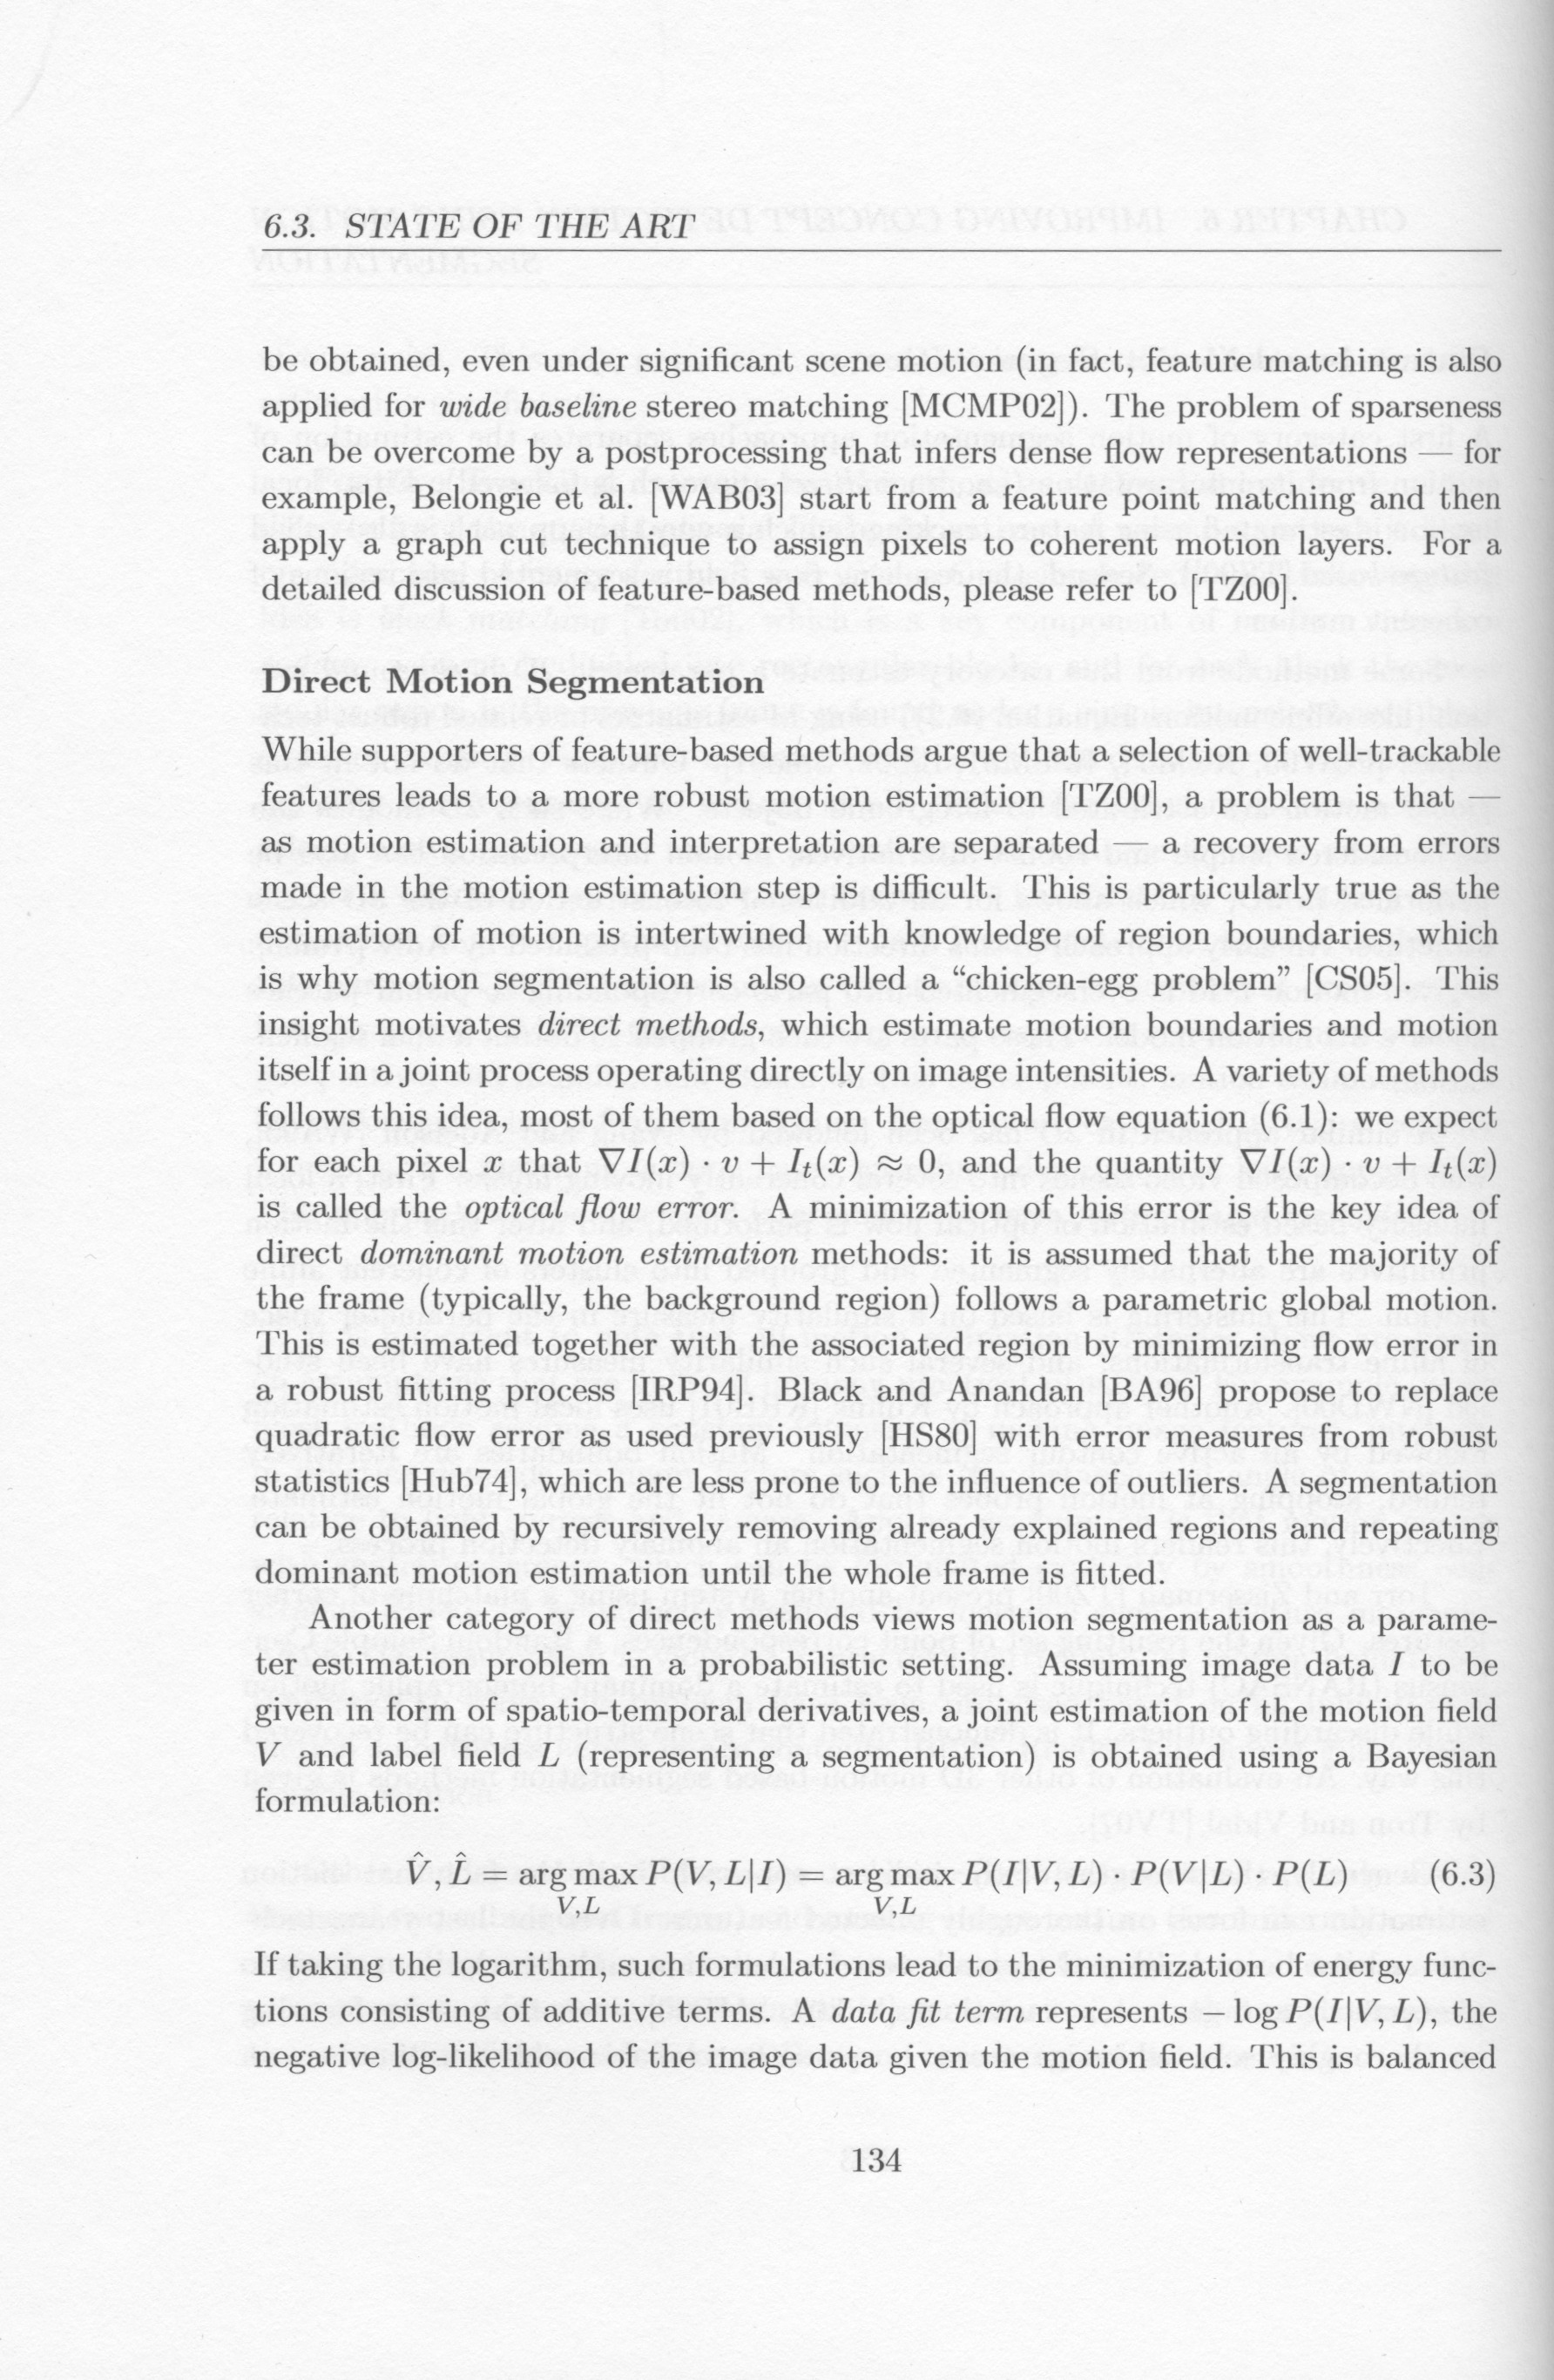 6.3. STATE OF THE ART
be obtained, even under significant scene motion (in fact, feature matching is also
applied for wide baseline stereo matching [MCMP02]). The problem of sparseness
can be overcome by a postprocessing that infers dense flow representations — for
example, Belongie et al. [WAB03] start from a feature point matching and then
apply a graph cut technique to assign pixels to coherent motion layers. For a
detailed discussion of feature-based methods, please refer to [TZ00].
Direct Motion Segmentation
While supporters of feature-based methods argue that a selection of well-trackable
features leads to a more robust motion estimation [TZ00], a problem is that —
as motion estimation and interpretation are separated — a recovery from errors
made in the motion estimation step is difficult. This is particularly true as the
estimation of motion is intertwined with knowledge of region boundaries, which
is why motion segmentation is also called a “chicken-egg problem” [CS05]. This
insight motivates direct methods, which estimate motion boundaries and motion
itself in a joint process operating directly on image intensities. A variety of methods
follows this idea, most of them based on the optical flow equation (6.1): we expect
for each pixel x that ∇I(x) · v + Iₜ(x) ≈ 0, and the quantity ∇I(x) · v + Iₜ(x)
is called the optical flow error. A minimization of this error is the key idea of
direct dominant motion estimation methods: it is assumed that the majority of
the frame (typically, the background region) follows a parametric global motion.
This is estimated together with the associated region by minimizing flow error in
a robust fitting process [IRP94]. Black and Anandan [BA96] propose to replace
quadratic flow error as used previously [HS80] with error measures from robust
statistics [Hub74], which are less prone to the influence of outliers. A segmentation
can be obtained by recursively removing already explained regions and repeating
dominant motion estimation until the whole frame is fitted.
Another category of direct methods views motion segmentation as a parame-
ter estimation problem in a probabilistic setting. Assuming image data I to be
given in form of spatio-temporal derivatives, a joint estimation of the motion field
V and label field L (representing a segmentation) is obtained using a Bayesian
formulation:
V̂, L̂ = arg max P(V, L|I) = arg max P(I|V, L) · P(V|L) · P(L) (6.3)
V,L V,L
If taking the logarithm, such formulations lead to the minimization of energy func-
tions consisting of additive terms. A data fit term represents − log P(I|V, L), the
negative log-likelihood of the image data given the motion field. This is balanced
134